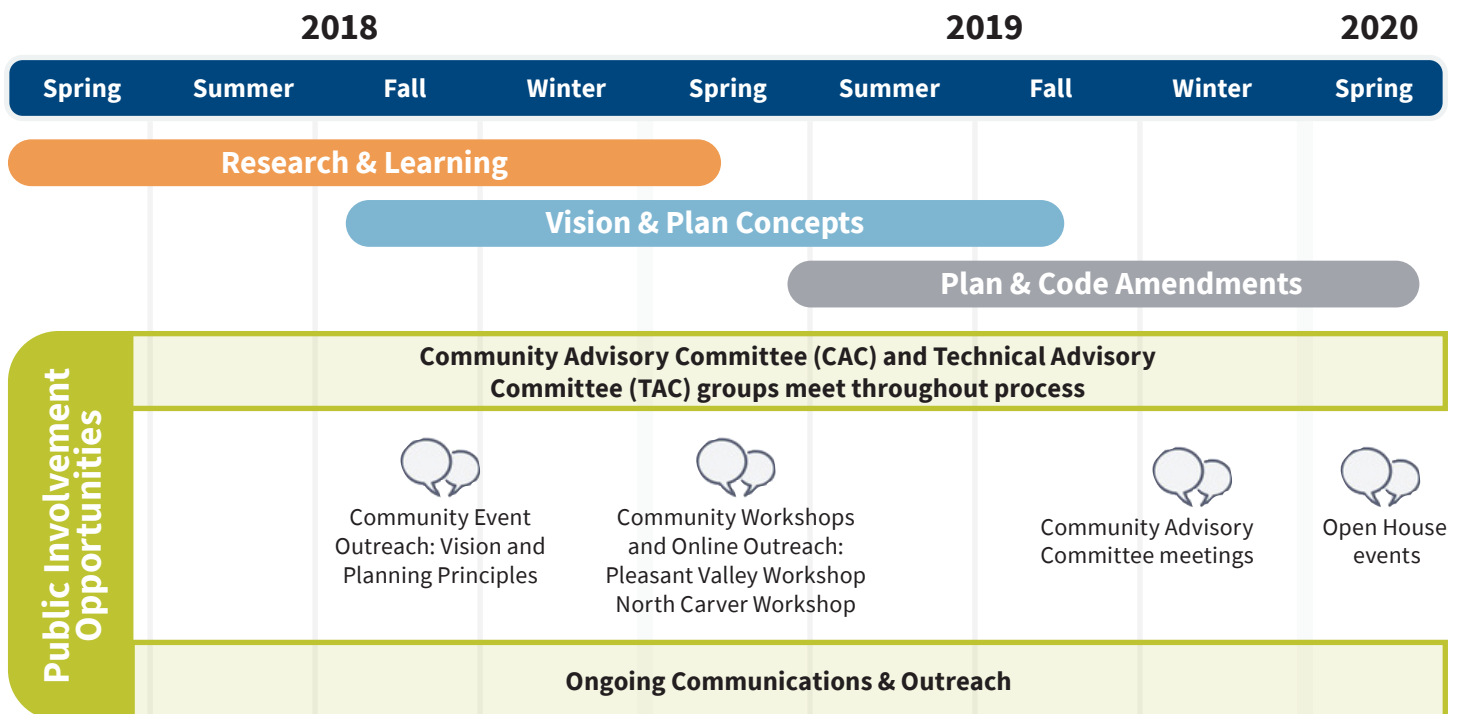 2018 2019 2020
Spring Summer Fall Winter Spring Summer Fall Winter Spring
Research & Learning
Vision & Plan Concepts
Plan & Code Amendments
Public Involvement
Opportunities
Community Advisory Committee (CAC) and Technical Advisory
Committee (TAC) groups meet throughout process
Community Event
Outreach: Vision and
Planning Principles
Community Workshops
and Online Outreach:
Pleasant Valley Workshop
North Carver Workshop
Community Advisory
Committee meetings
Open House
events
Ongoing Communications & Outreach